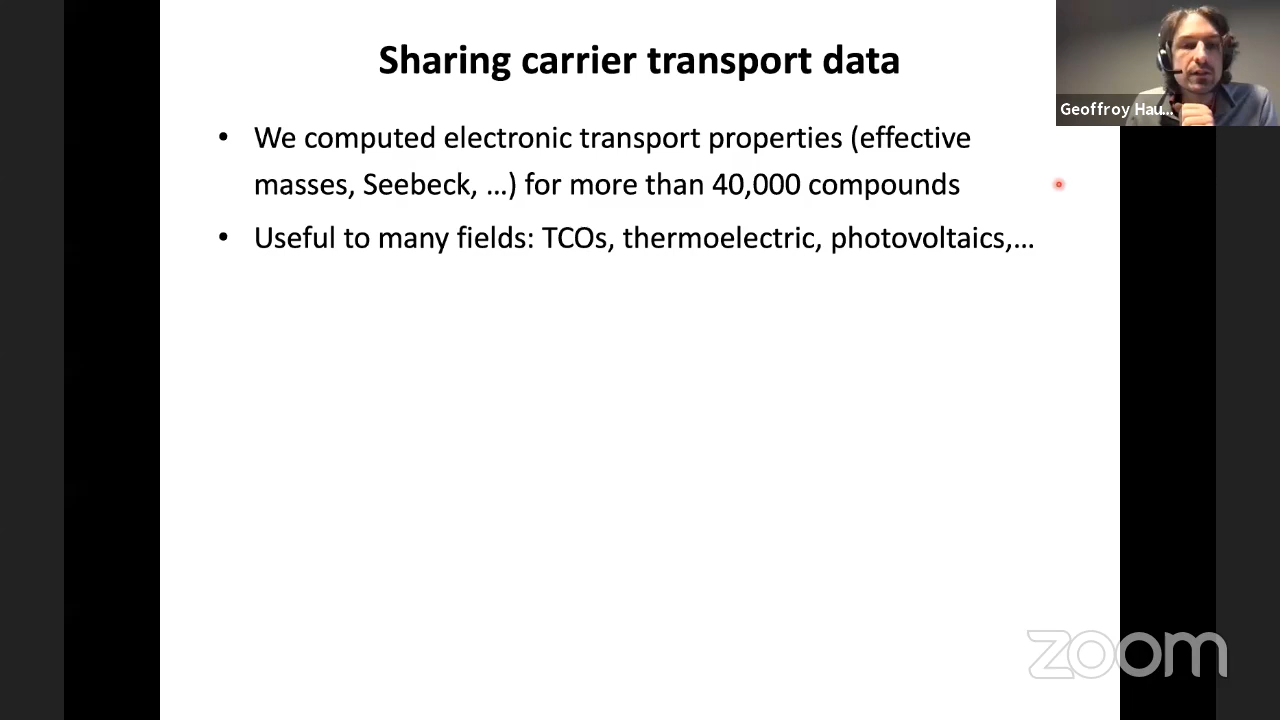 Sharing carrier transport data
Geoffroy Hau...
• We computed electronic transport properties (effective
masses, Seebeck, ...) for more than 40,000 compounds
• Useful to many fields: TCOs, thermoelectric, photovoltaics,...
zoom